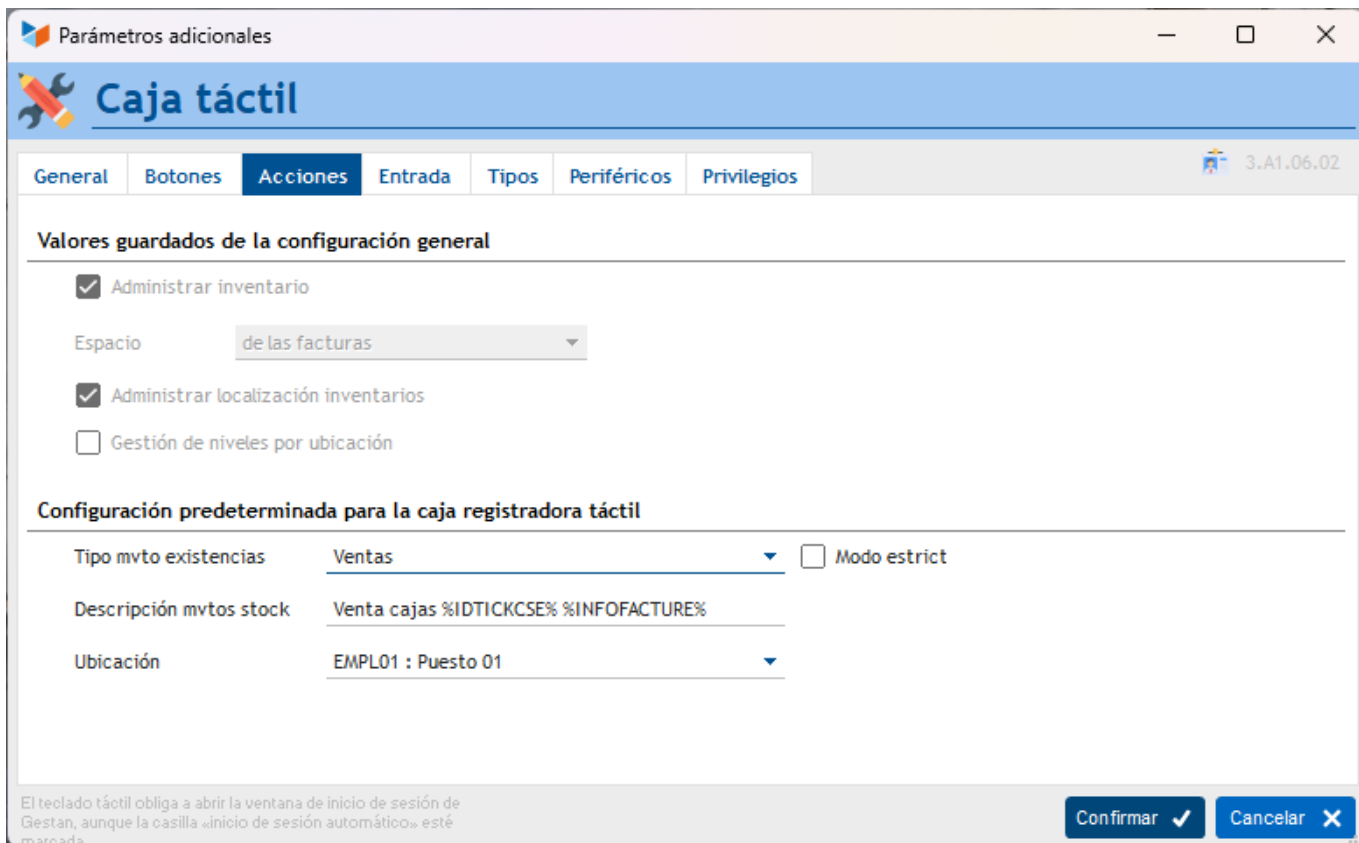 Parámetros adicionales
Caja táctil
General Botones Acciones Entrada Tipos Periféricos Privilegios
3.A1.06.02
Valores guardados de la configuración general
Administrar inventario
Espacio de las facturas
Administrar localización inventarios
Gestión de niveles por ubicación
Configuración predeterminada para la caja registradora táctil
Tipo mvto existencias Ventas Modo estrict
Descripción mvtos stock Venta cajas %IDTICKCSE% %INFOFACTURE%
Ubicación EMPL01 : Puesto 01
El teclado táctil obliga a abrir la ventana de inicio de sesión de
Gestan, aunque la casilla «inicio de sesión automático» esté
marcada
Confirmar Cancelar